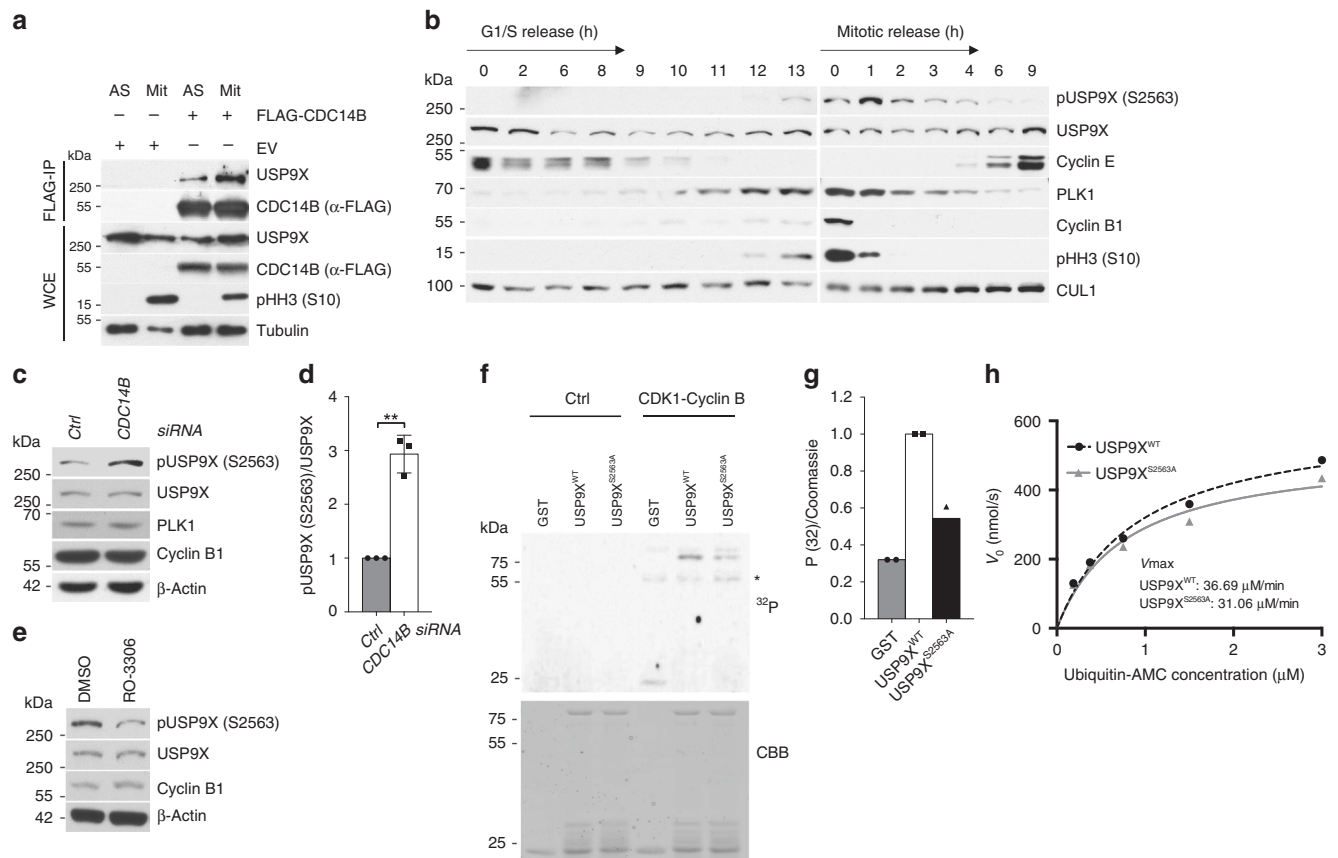 a
AS Mit AS Mit
– – + + FLAG-CDC14B
+ + – – EV
kDa
FLAG-IP
250 USP9X
55 CDC14B (α-FLAG)
WCE
250 USP9X
55 CDC14B (α-FLAG)
15 pHH3 (S10)
55 Tubulin
b
G1/S release (h) Mitotic release (h)
kDa 0 2 6 8 9 10 11 12 13 0 1 2 3 4 6 9
250 pUSP9X (S2563)
250 USP9X
55 Cyclin E
70 PLK1
55 Cyclin B1
15 pHH3 (S10)
100 CUL1
c
Ctrl CDC14B siRNA
kDa
250 pUSP9X (S2563)
250 USP9X
70 PLK1
55 Cyclin B1
42 β-Actin
d
pUSP9X (S2563)/USP9X
4
3
2
1
0
**
Ctrl CDC14B siRNA
e
DMSO RO-3306
kDa
250 pUSP9X (S2563)
250 USP9X
55 Cyclin B1
42 β-Actin
f
Ctrl CDK1-Cyclin B
GST USP9X^WT USP9X^S2563A GST USP9X^WT USP9X^S2563A
kDa
75
55 *
³²P
25
75
55
CBB
25
g
P (32)/Coomassie
1.2
1.0
0.8
0.6
0.4
0.2
0.0
GST USP9X^WT USP9X^S2563A
h
V₀ (nmol/s)
600
400
200
0
USP9X^WT
USP9X^S2563A
Vmax
USP9X^WT: 36.69 μM/min
USP9X^S2563A: 31.06 μM/min
0 1 2 3
Ubiquitin-AMC concentration (μM)